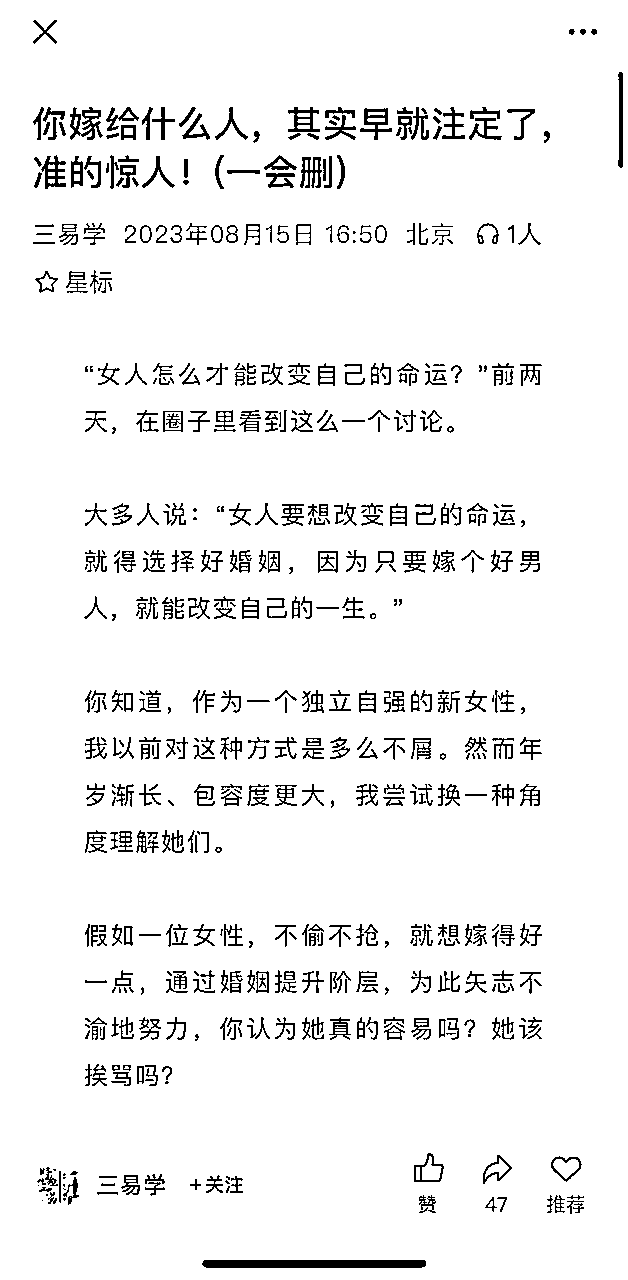 你嫁给什么人，其实早就注定了，
准的惊人！(一会删)
三易学 2023年08月15日 16:50 北京 1人
星标
“女人怎么才能改变自己的命运？”前两
天，在圈子里看到这么一个讨论。
大多人说：“女人要想改变自己的命运，
就得选择好婚姻，因为只要嫁个好男
人，就能改变自己的一生。”
你知道，作为一个独立自强的新女性，
我以前对这种方式是多么不屑。然而年
岁渐长、包容度更大，我尝试换一种角
度理解她们。
假如一位女性，不偷不抢，就想嫁得好
一点，通过婚姻提升阶层，为此矢志不
渝地努力，你认为她真的容易吗？她该
挨骂吗？
三易学 +关注
赞 47 推荐